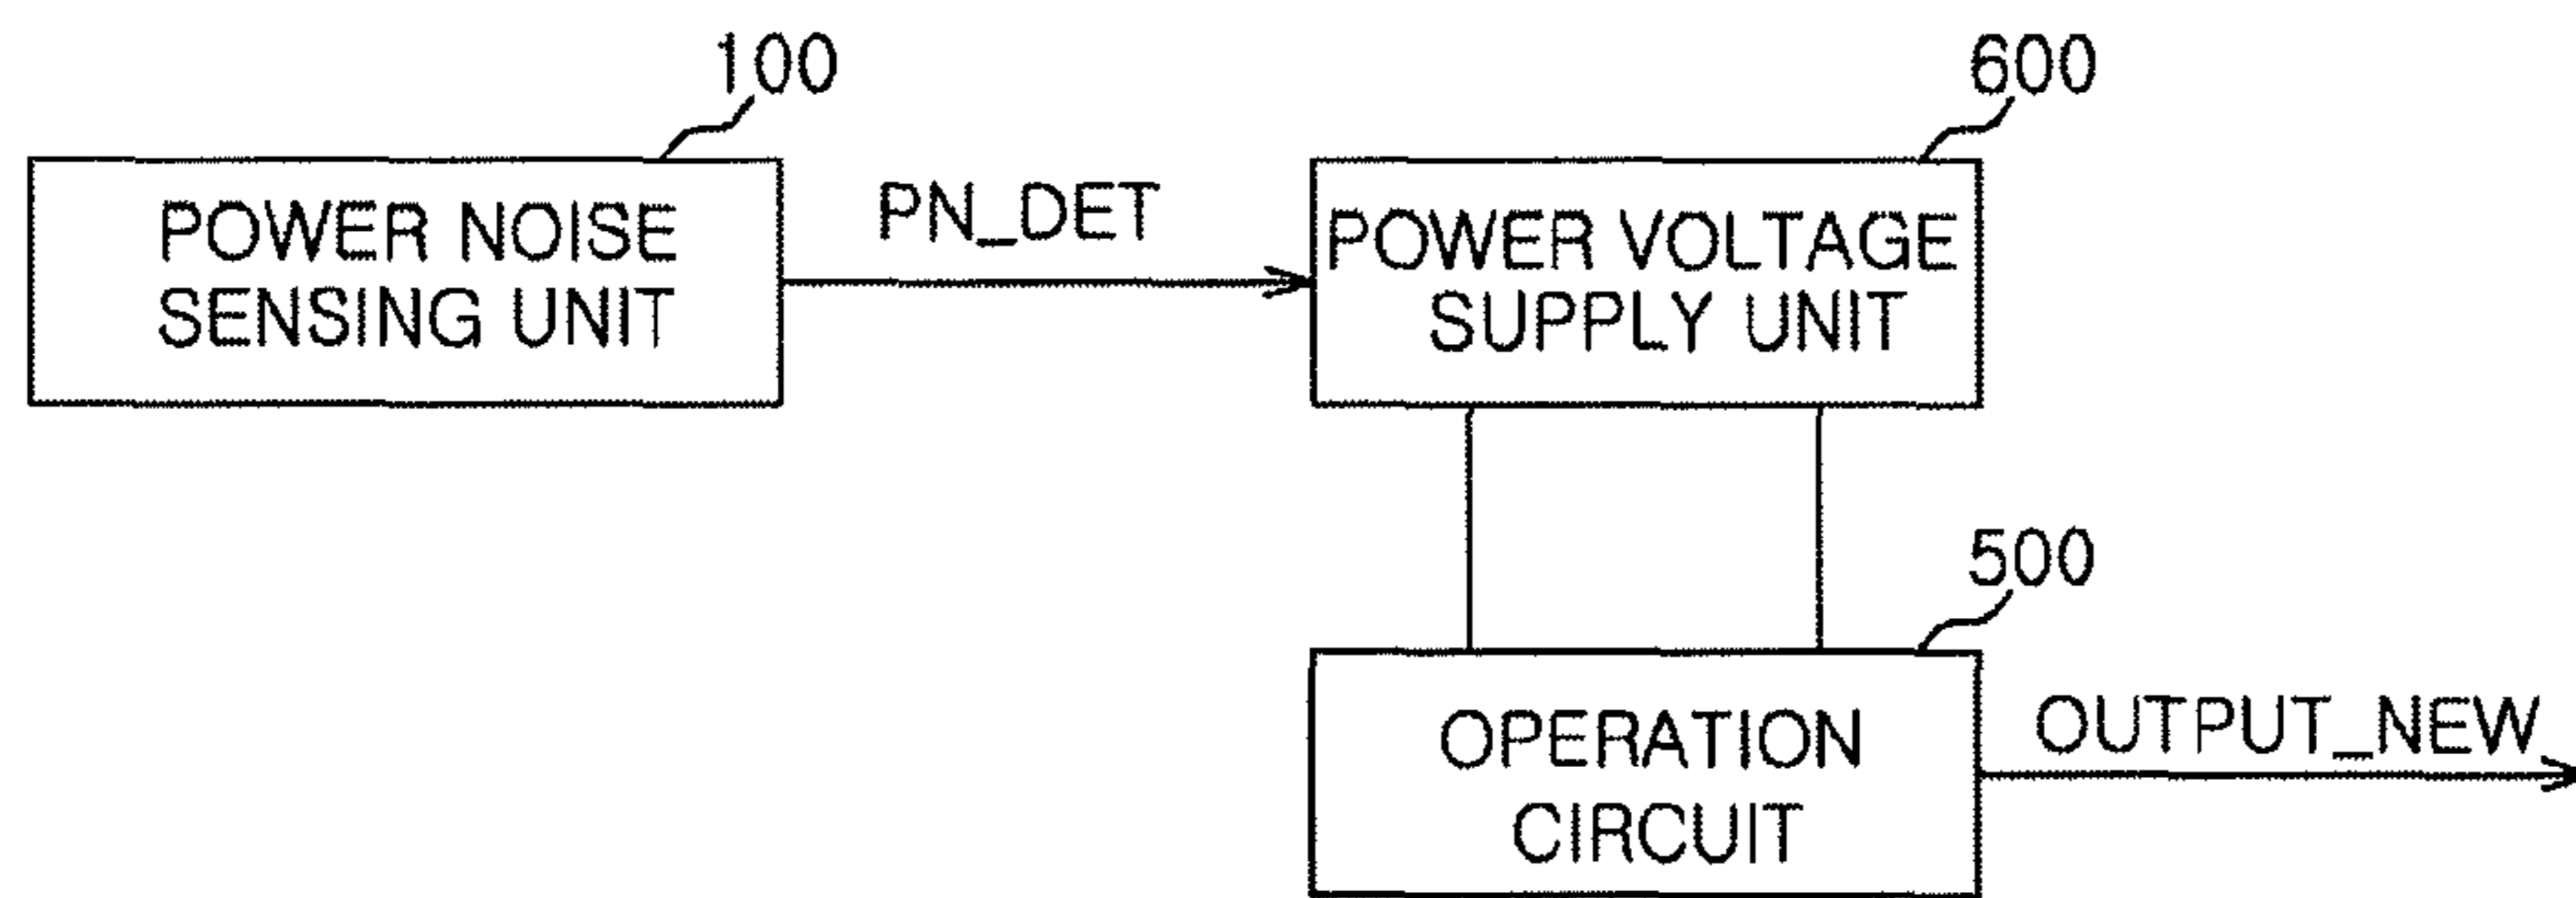 100
600
POWER NOISE
SENSING UNIT
PN_DET
POWER VOLTAGE
SUPPLY UNIT
500
OPERATION
CIRCUIT
OUTPUT_NEW